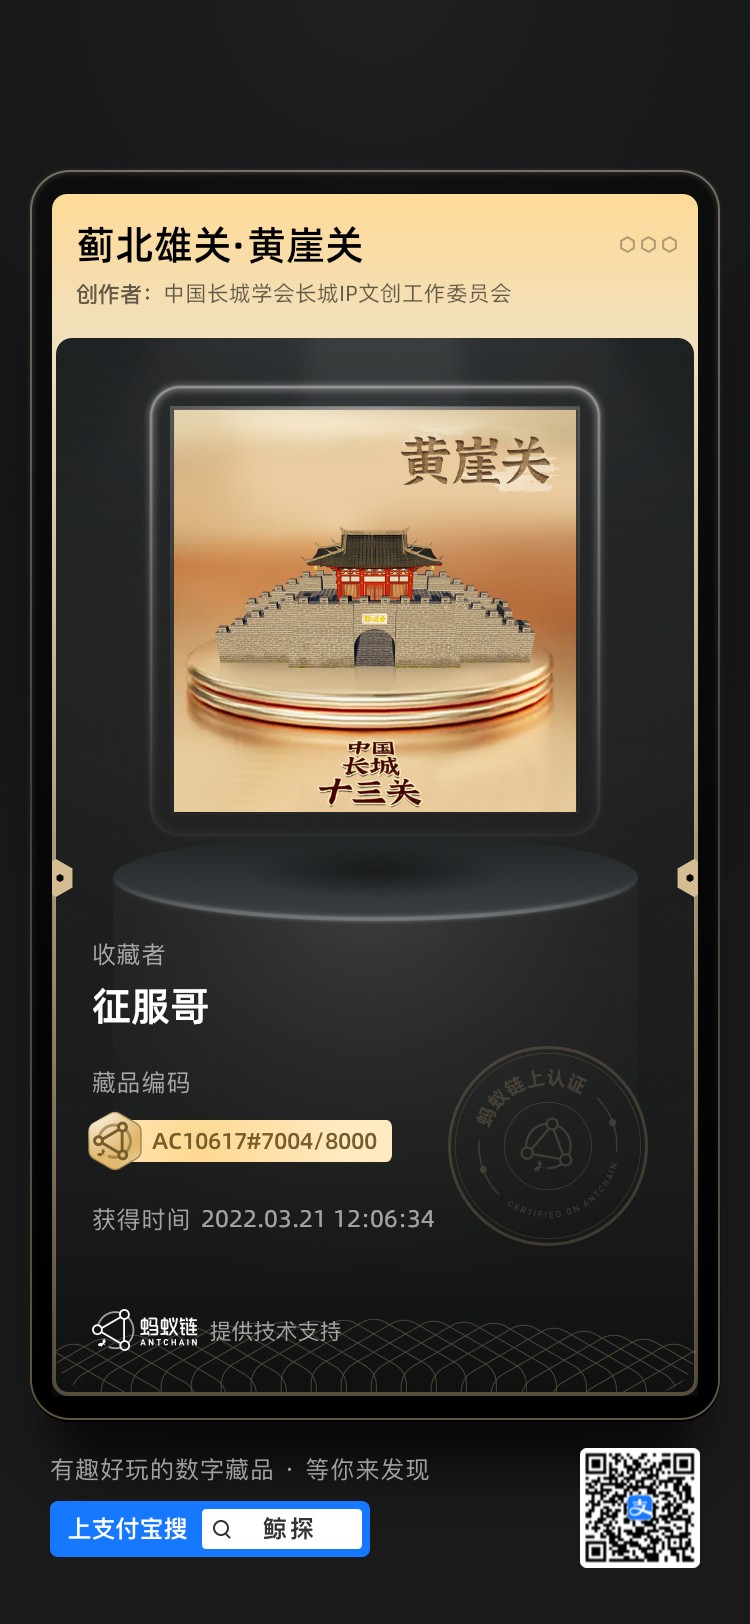 蓟北雄关·黄崖关
创作者：中国长城学会长城IP文创工作委员会
黄崖关
中国
长城
十三关
收藏者
征服哥
藏品编码
AC10617#7004/8000
蚂蚁链上认证
CERTIFIED ON ANTCHAIN
获得时间 2022.03.21 12:06:34
蚂蚁链
ANTCHAIN
提供技术支持
有趣好玩的数字藏品 · 等你来发现
上支付宝搜 鲸探
支